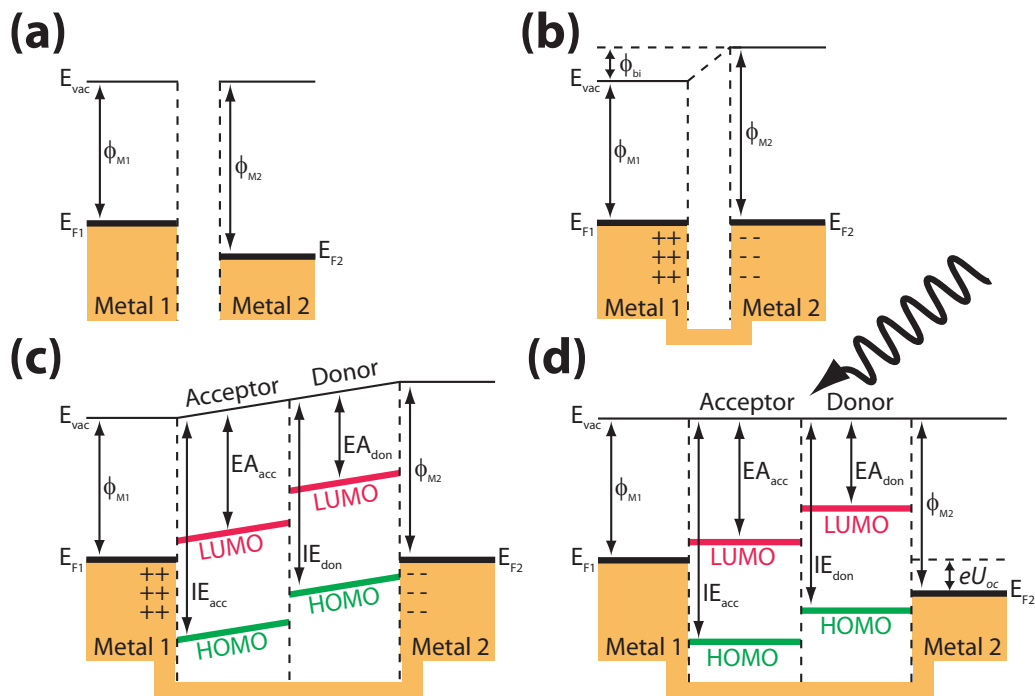 (a)
E_vac
ϕ_M1
ϕ_M2
E_F1
E_F2
Metal 1
Metal 2
(b)
ϕ_bi
E_vac
ϕ_M1
ϕ_M2
E_F1
E_F2
++
++
++
- -
- -
- -
Metal 1
Metal 2
(c)
Acceptor
Donor
E_vac
ϕ_M1
EA_acc
EA_don
ϕ_M2
LUMO
LUMO
E_F1
E_F2
IE_don
IE_acc
++
++
++
- -
- -
- -
HOMO
HOMO
Metal 1
Metal 2
(d)
Acceptor
Donor
E_vac
ϕ_M1
EA_acc
EA_don
ϕ_M2
LUMO
LUMO
E_F1
IE_don
eU_oc
E_F2
IE_acc
HOMO
HOMO
Metal 1
Metal 2